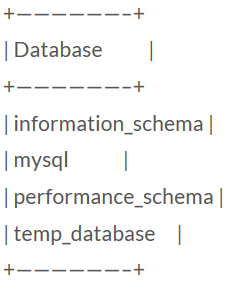 +——————–+
| Database |
+——————–+
| information_schema |
| mysql |
| performance_schema |
| temp_database |
+——————–+